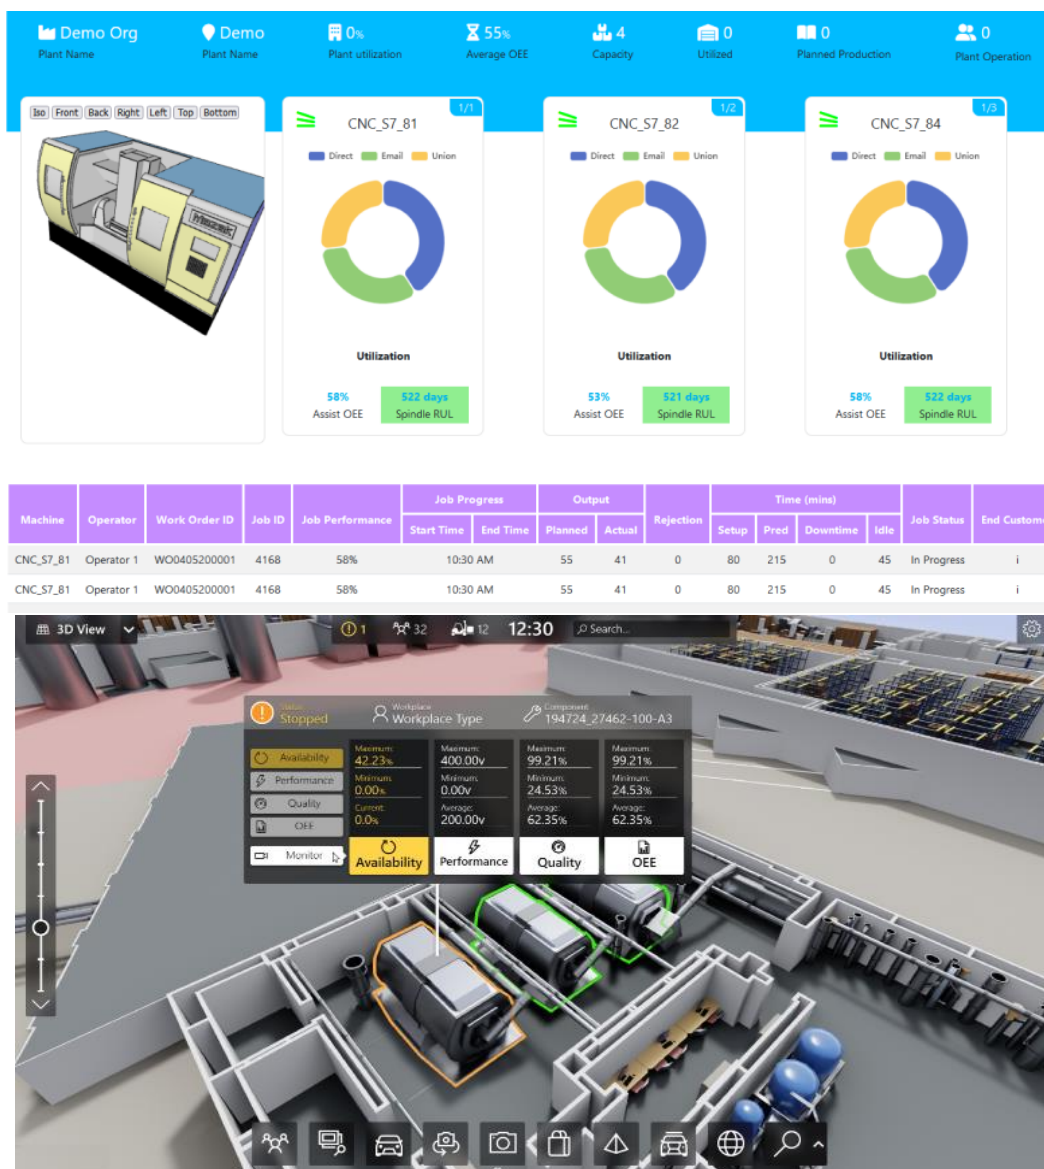 Demo Org Demo 0% 55% 4 0 0 0
Plant Name Plant Name Plant utilization Average OEE Capacity Utilized Planned Production Plant Operation
Iso Front Back Right Left Top Bottom
Mazak
1/1
CNC_S7_81
Direct Email Union
Utilization
58% 522 days
Assist OEE Spindle RUL
1/2
CNC_S7_82
Direct Email Union
Utilization
53% 521 days
Assist OEE Spindle RUL
1/3
CNC_S7_84
Direct Email Union
Utilization
58% 522 days
Assist OEE Spindle RUL
Machine Operator Work Order ID Job ID Job Performance Job Progress Output Rejection Time (mins) Job Status End Custome
Start Time End Time Planned Actual Setup Pred Downtime Idle
CNC_S7_81 Operator 1 WO0405200001 4168 58% 10:30 AM 55 41 0 80 215 0 45 In Progress i
CNC_S7_81 Operator 1 WO0405200001 4168 58% 10:30 AM 55 41 0 80 215 0 45 In Progress i
3D View 1 32 12 12:30 Search...
Status Workplace Component
Stopped Workplace Type 194724_27462-100-A3
Availability
Performance
Quality
OEE
Monitor
Maximum: Maximum: Maximum: Maximum:
42.23% 400.00v 99.21% 99.21%
Minimum: Minimum: Minimum: Minimum:
0.00% 0.00v 24.53% 24.53%
Current: Average: Average: Average:
0.0% 200.00v 62.35% 62.35%
Availability Performance Quality OEE